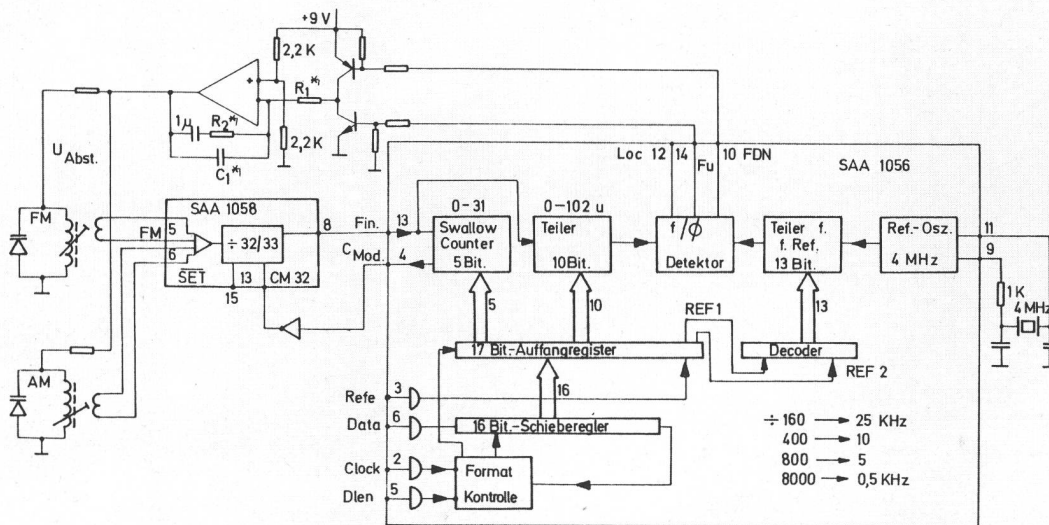 +9 V
2,2 K
R1 *)
1µ
R2 *)
2,2 K
C1 *)
U Abst.
Loc 12 14
Fu
10 FDN
SAA 1056
FM
SAA 1058
FM
5
6
÷ 32/33
SET
13
CM 32
15
8
Fin.
13
C Mod.
4
0-31
Swallow
Counter
5 Bit.
0-102 u
Teiler
10 Bit.
f/φ
Detektor
Teiler f.
f. Ref.
13 Bit.
Ref.-Osz.
4 MHz
11
9
1 K
4 MHz
5
10
REF 1
13
17 Bit.-Auffangregister
Decoder
REF 2
AM
16
Refe
3
Data
6
16 Bit.-Schieberegler
Clock
2
Format
Kontrolle
Dlen
5
÷ 160 → 25 KHz
400 → 10
800 → 5
8000 → 0,5 KHz